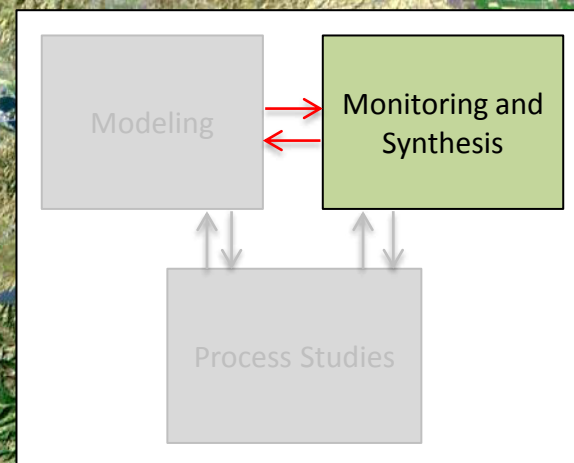 Modeling
Monitoring and
Synthesis
Process Studies